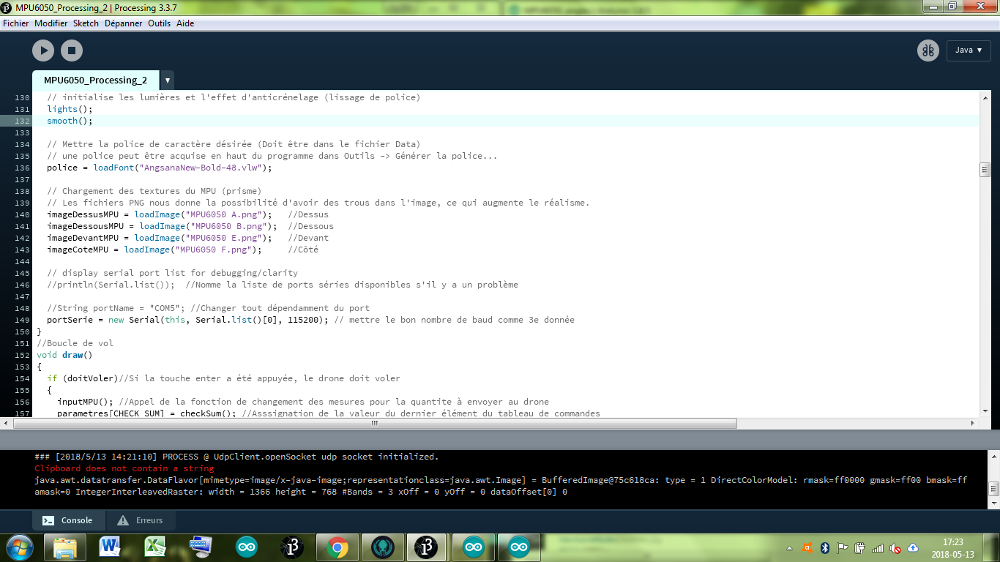 MPU6050_Processing_2 | Processing 3.3.7
Fichier Modifier Sketch Dépanner Outils Aide
Java ▼
MPU6050_Processing_2 ▼
130 // initialise les lumières et l'effet d'anticrénelage (lissage de police)
131 lights();
132 smooth();
133
134 // Mettre la police de caractère désirée (Doit être dans le fichier Data)
135 // une police peut être acquise en haut du programme dans Outils -> Générer la police...
136 police = loadFont("AngsanaNew-Bold-48.vlw");
137
138 // Chargement des textures du MPU (prisme)
139 // Les fichiers PNG nous donne la possibilité d'avoir des trous dans l'image, ce qui augmente le réalisme.
140 imageDessusMPU = loadImage("MPU6050 A.png"); //Dessus
141 imageDessousMPU = loadImage("MPU6050 B.png"); //Dessous
142 imageDevantMPU = loadImage("MPU6050 E.png"); //Devant
143 imageCoteMPU = loadImage("MPU6050 F.png"); //Côté
144
145 // display serial port list for debugging/clarity
146 //println(Serial.list()); //Nomme la liste de ports séries disponibles s'il y a un problème
147
148 //String portName = "COM5"; //Changer tout dépendamment du port
149 portSerie = new Serial(this, Serial.list()[0], 115200); // mettre le bon nombre de baud comme 3e donnée
150 }
151 //Boucle de vol
152 void draw()
153 {
154 if (doitVoler)//Si la touche enter a été appuyée, le drone doit voler
155 {
156 inputMPU(); //Appel de la fonction de changement des mesures pour la quantite à envoyer au drone
157 parametres[CHECK_SUM] = checkSum(); //Asssignation de la valeur du dernier élément du tableau de commandes
### [2018/5/13 14:21:10] PROCESS @ UdpClient.openSocket udp socket initialized.
Clipboard does not contain a string
java.awt.datatransfer.DataFlavor[mimetype=image/x-java-image;representationclass=java.awt.Image] = BufferedImage@75c618ca: type = 1 DirectColorModel: rmask=ff0000 gmask=ff00 bmask=ff
amask=0 IntegerInterleavedRaster: width = 1366 height = 768 #Bands = 3 xOff = 0 yOff = 0 dataOffset[0] 0
Console Erreurs
17:23
2018-05-13